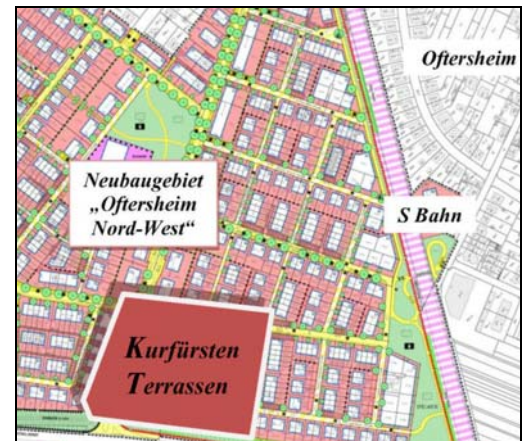 Oftersheim
Neubaugebiet
„Oftersheim
Nord-West“
S Bahn
Kurfürsten
Terrassen